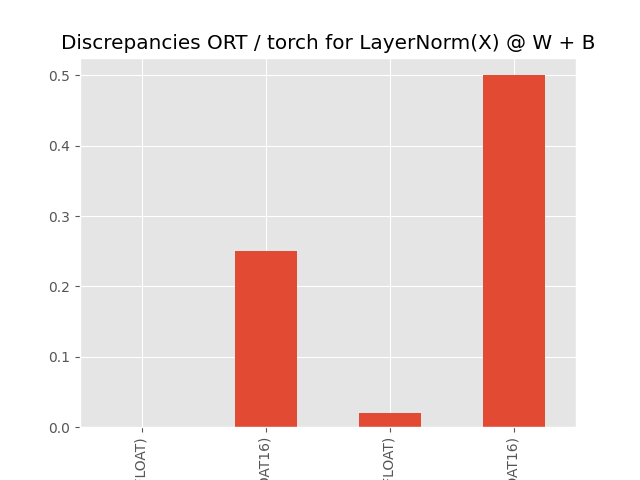 Discrepancies ORT / torch for LayerNorm(X) @ W + B
0.5
0.4
0.3
0.2
0.1
0.0
LOAT)
OAT16)
FLOAT)
OAT16)